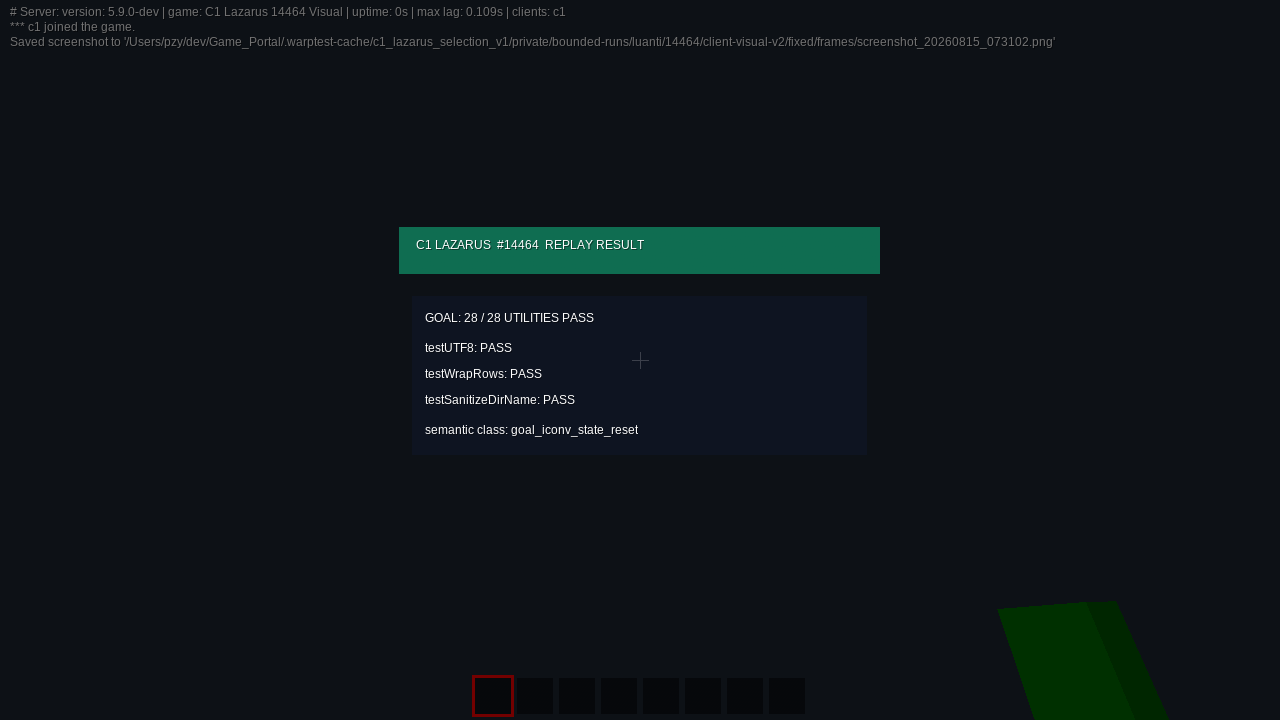 # Server: version: 5.9.0-dev | game: C1 Lazarus 14464 Visual | uptime: 0s | max lag: 0.109s | clients: c1
*** c1 joined the game.
Saved screenshot to '/Users/pzy/dev/Game_Portal/.warptest-cache/c1_lazarus_selection_v1/private/bounded-runs/luanti/14464/client-visual-v2/fixed/frames/screenshot_20260815_073102.png'
C1 LAZARUS #14464 REPLAY RESULT
GOAL: 28 / 28 UTILITIES PASS
testUTF8: PASS
testWrapRows: PASS
testSanitizeDirName: PASS
semantic class: goal_iconv_state_reset